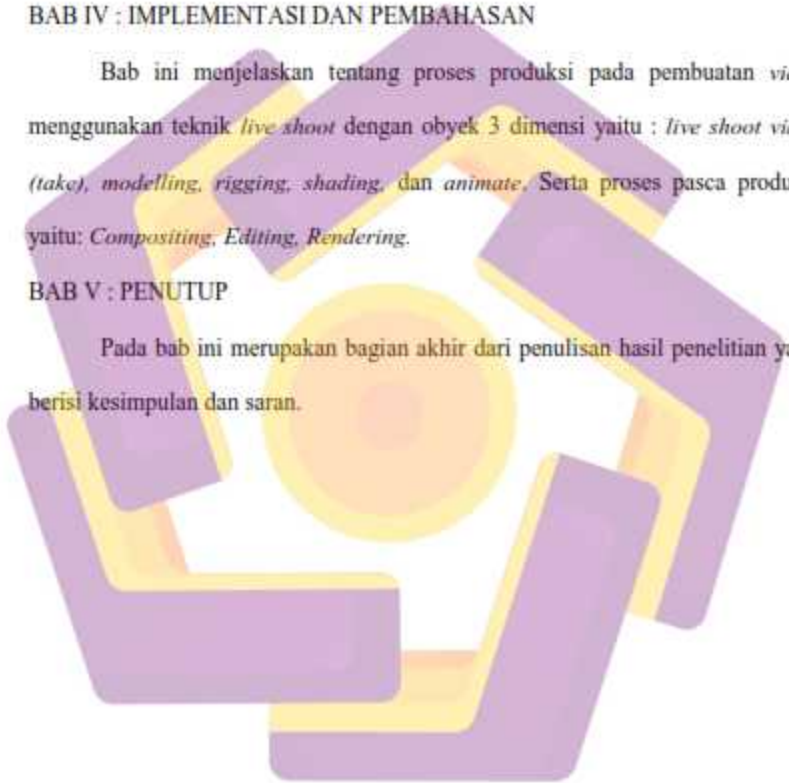 BAB IV : IMPLEMENTASI DAN PEMBAHASAN
Bab ini menjelaskan tentang proses produksi pada pembuatan
menggunakan teknik live shoot dengan obyek 3 dimensi yaitu : live shoot
(take), modelling, rigging, shading, dan animate. Serta proses pasca
yaitu: Compositing, Editing, Rendering.
BAB V : PENUTUP
Pada bab ini merupakan bagian akhir dari penulisan hasil penelitian
berisi kesimpulan dan saran.